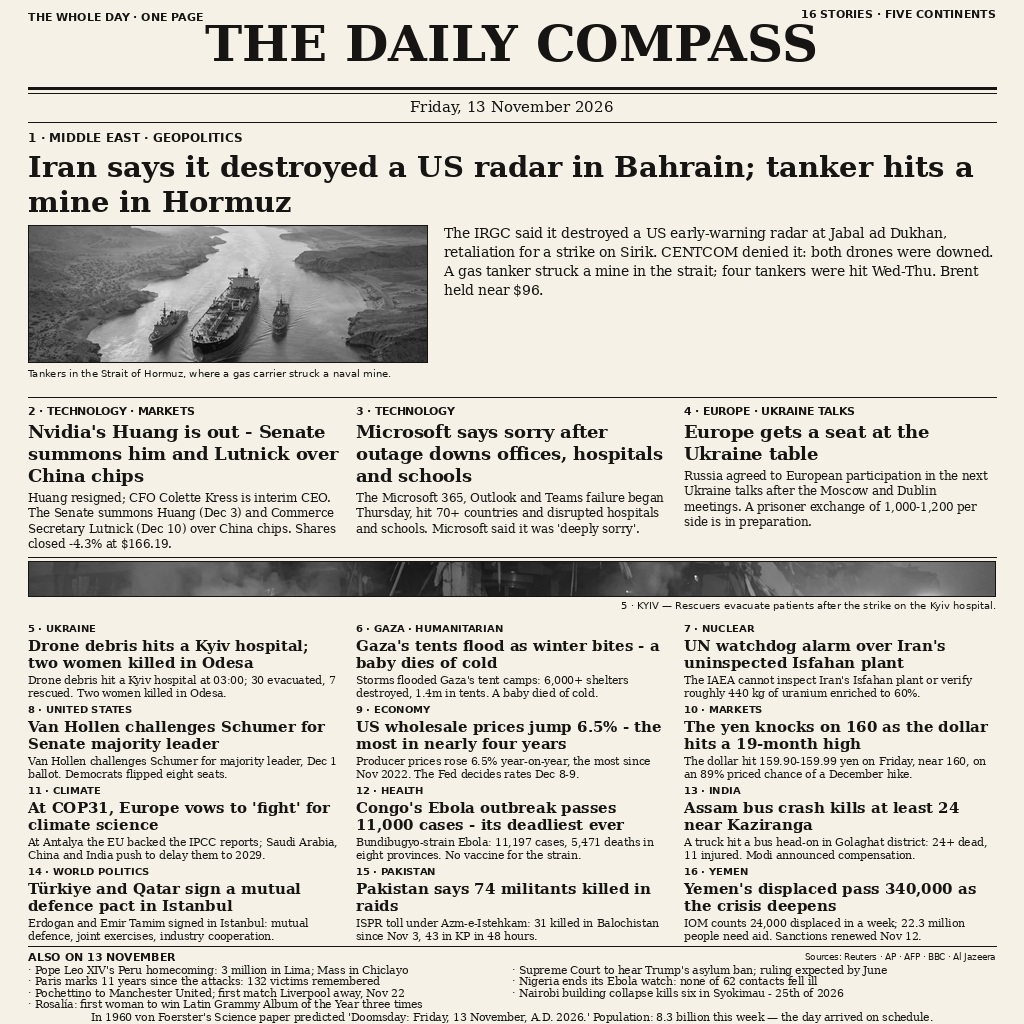 THE WHOLE DAY · ONE PAGE
16 STORIES · FIVE CONTINENTS
THE DAILY COMPASS
Friday, 13 November 2026
1 · MIDDLE EAST · GEOPOLITICS
Iran says it destroyed a US radar in Bahrain; tanker hits a
mine in Hormuz
The IRGC said it destroyed a US early-warning radar at Jabal ad Dukhan,
retaliation for a strike on Sirik. CENTCOM denied it: both drones were downed.
A gas tanker struck a mine in the strait; four tankers were hit Wed-Thu. Brent
held near $96.
Tankers in the Strait of Hormuz, where a gas carrier struck a naval mine.
2 · TECHNOLOGY · MARKETS
Nvidia's Huang is out - Senate
summons him and Lutnick over
China chips
Huang resigned; CFO Colette Kress is interim CEO.
The Senate summons Huang (Dec 3) and Commerce
Secretary Lutnick (Dec 10) over China chips. Shares
closed -4.3% at $166.19.
3 · TECHNOLOGY
Microsoft says sorry after
outage downs offices, hospitals
and schools
The Microsoft 365, Outlook and Teams failure began
Thursday, hit 70+ countries and disrupted hospitals
and schools. Microsoft said it was 'deeply sorry'.
4 · EUROPE · UKRAINE TALKS
Europe gets a seat at the
Ukraine table
Russia agreed to European participation in the next
Ukraine talks after the Moscow and Dublin
meetings. A prisoner exchange of 1,000-1,200 per
side is in preparation.
5 · KYIV — Rescuers evacuate patients after the strike on the Kyiv hospital.
5 · UKRAINE
Drone debris hits a Kyiv hospital;
two women killed in Odesa
Drone debris hit a Kyiv hospital at 03:00; 30 evacuated, 7
rescued. Two women killed in Odesa.
6 · GAZA · HUMANITARIAN
Gaza's tents flood as winter bites - a
baby dies of cold
Storms flooded Gaza's tent camps: 6,000+ shelters
destroyed, 1.4m in tents. A baby died of cold.
7 · NUCLEAR
UN watchdog alarm over Iran's
uninspected Isfahan plant
The IAEA cannot inspect Iran's Isfahan plant or verify
roughly 440 kg of uranium enriched to 60%.
8 · UNITED STATES
Van Hollen challenges Schumer for
Senate majority leader
Van Hollen challenges Schumer for majority leader, Dec 1
ballot. Democrats flipped eight seats.
9 · ECONOMY
US wholesale prices jump 6.5% - the
most in nearly four years
Producer prices rose 6.5% year-on-year, the most since
Nov 2022. The Fed decides rates Dec 8-9.
10 · MARKETS
The yen knocks on 160 as the dollar
hits a 19-month high
The dollar hit 159.90-159.99 yen on Friday, near 160, on
an 89% priced chance of a December hike.
11 · CLIMATE
At COP31, Europe vows to 'fight' for
climate science
At Antalya the EU backed the IPCC reports; Saudi Arabia,
China and India push to delay them to 2029.
12 · HEALTH
Congo's Ebola outbreak passes
11,000 cases - its deadliest ever
Bundibugyo-strain Ebola: 11,197 cases, 5,471 deaths in
eight provinces. No vaccine for the strain.
13 · INDIA
Assam bus crash kills at least 24
near Kaziranga
A truck hit a bus head-on in Golaghat district: 24+ dead,
11 injured. Modi announced compensation.
14 · WORLD POLITICS
Türkiye and Qatar sign a mutual
defence pact in Istanbul
Erdogan and Emir Tamim signed in Istanbul: mutual
defence, joint exercises, industry cooperation.
15 · PAKISTAN
Pakistan says 74 militants killed in
raids
ISPR toll under Azm-e-Istehkam: 31 killed in Balochistan
since Nov 3, 43 in KP in 48 hours.
16 · YEMEN
Yemen's displaced pass 340,000 as
the crisis deepens
IOM counts 24,000 displaced in a week; 22.3 million
people need aid. Sanctions renewed Nov 12.
ALSO ON 13 NOVEMBER
Sources: Reuters · AP · AFP · BBC · Al Jazeera
· Pope Leo XIV's Peru homecoming: 3 million in Lima; Mass in Chiclayo
· Paris marks 11 years since the attacks: 132 victims remembered
· Pochettino to Manchester United; first match Liverpool away, Nov 22
· Rosalía: first woman to win Latin Grammy Album of the Year three times
· Supreme Court to hear Trump's asylum ban; ruling expected by June
· Nigeria ends its Ebola watch: none of 62 contacts fell ill
· Nairobi building collapse kills six in Syokimau - 25th of 2026
In 1960 von Foerster's Science paper predicted 'Doomsday: Friday, 13 November, A.D. 2026.' Population: 8.3 billion this week — the day arrived on schedule.